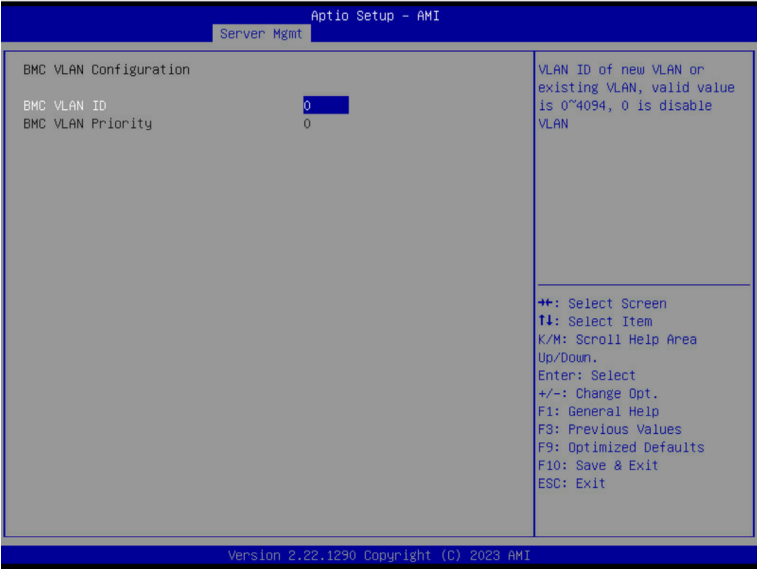 Aptio Setup – AMI
Server Mgmt
BMC VLAN Configuration
BMC VLAN ID 0
BMC VLAN Priority 0
VLAN ID of new VLAN or
existing VLAN, valid value
is 0~4094, 0 is disable
VLAN
→←: Select Screen
↑↓: Select Item
K/M: Scroll Help Area
Up/Down.
Enter: Select
+/-: Change Opt.
F1: General Help
F3: Previous Values
F9: Optimized Defaults
F10: Save & Exit
ESC: Exit
Version 2.22.1290 Copyright (C) 2023 AMI